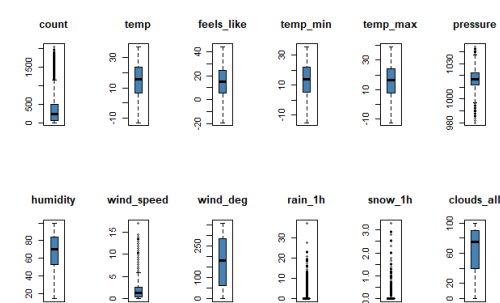 count temp feels_like temp_min temp_max pressure
0 500 1500
-10 10 30
-20 0 20 40
-10 10 30
-10 10 30
980 1000 1030
humidity wind_speed wind_deg rain_1h snow_1h clouds_all
20 40 60 80
0 5 10 15
0 100 250
0 10 20 30
0.0 1.0 2.0 3.0
0 20 40 60 80 100